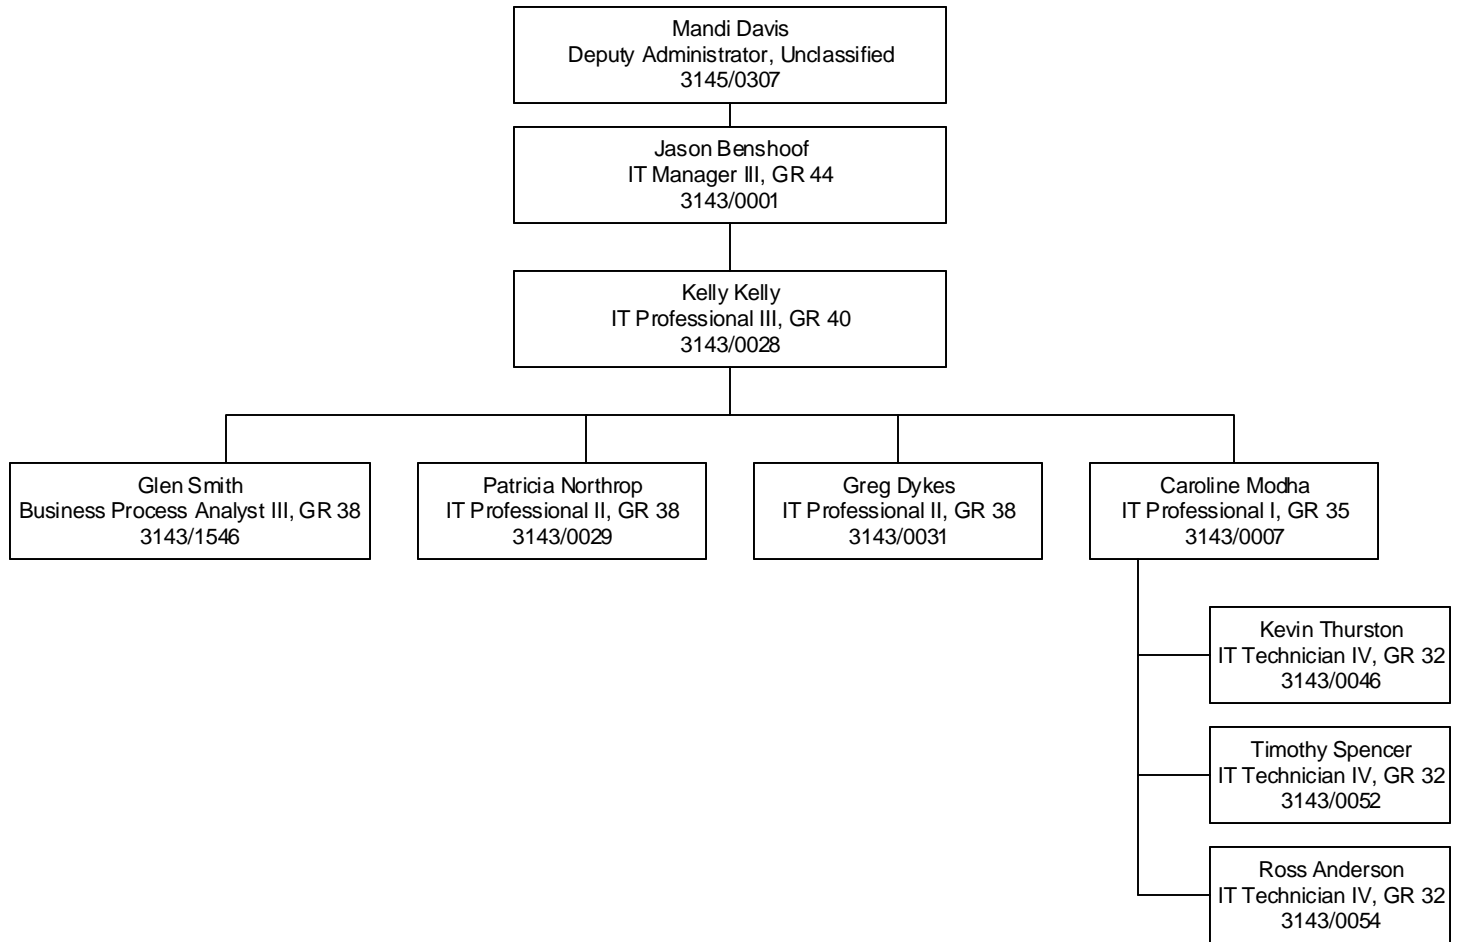 Mandi Davis
Deputy Administrator, Unclassified
3145/0307
Jason Benshoof
IT Manager III, GR 44
3143/0001
Kelly Kelly
IT Professional III, GR 40
3143/0028
Glen Smith
Business Process Analyst III, GR 38
3143/1546
Patricia Northrop
IT Professional II, GR 38
3143/0029
Greg Dykes
IT Professional II, GR 38
3143/0031
Caroline Modha
IT Professional I, GR 35
3143/0007
Kevin Thurston
IT Technician IV, GR 32
3143/0046
Timothy Spencer
IT Technician IV, GR 32
3143/0052
Ross Anderson
IT Technician IV, GR 32
3143/0054